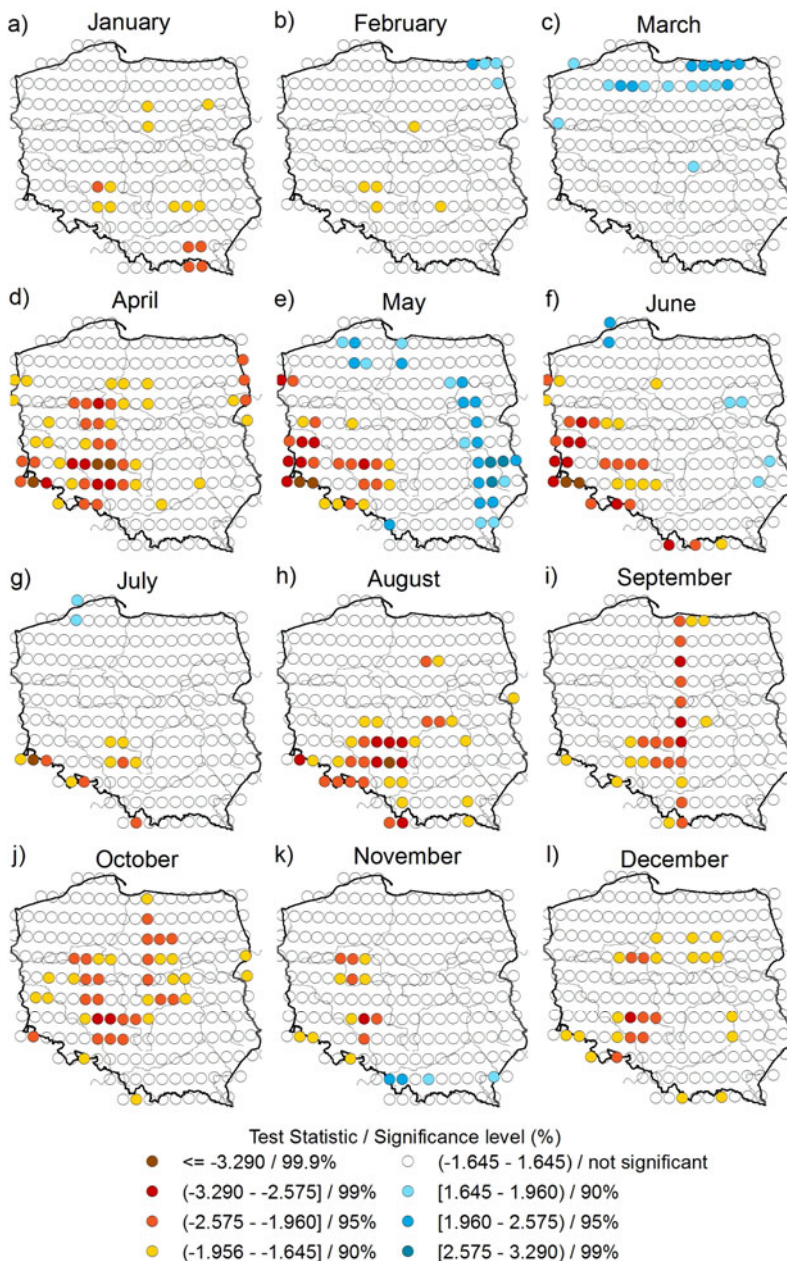 a) January
b) February
c) March
d) April
e) May
f) June
g) July
h) August
i) September
j) October
k) November
l) December
Test Statistic / Significance level (%)
<= -3.290 / 99.9%
(-3.290 - -2.575] / 99%
(-2.575 - -1.960] / 95%
(-1.956 - -1.645] / 90%
(-1.645 - 1.645) / not significant
[1.645 - 1.960) / 90%
[1.960 - 2.575) / 95%
[2.575 - 3.290) / 99%